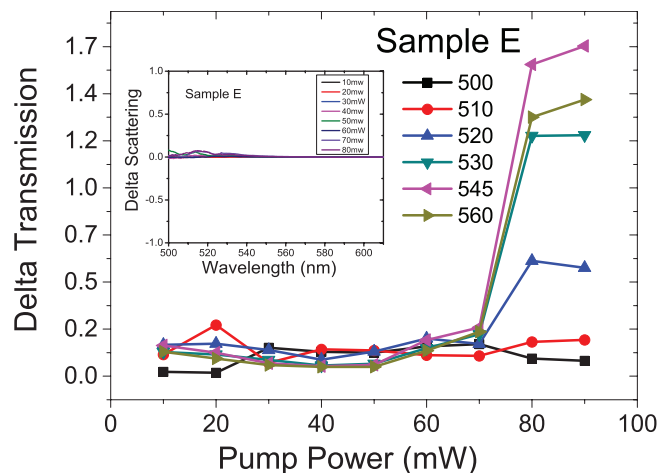 Sample E
500
510
520
530
545
560
Delta Transmission
1.7
1.4
1.2
1.0
0.7
0.5
0.2
0.0
0
20
40
60
80
100
Pump Power (mW)
Sample E
10mw
20mw
30mW
40mw
50mw
60mW
70mw
80mw
Delta Scattering
1.0
0.5
0.0
-0.5
-1.0
500
520
540
560
580
600
Wavelength (nm)